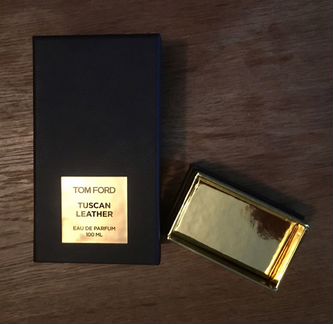 TOM FORD
TUSCAN
LEATHER
EAU DE PARFUM
100 ML